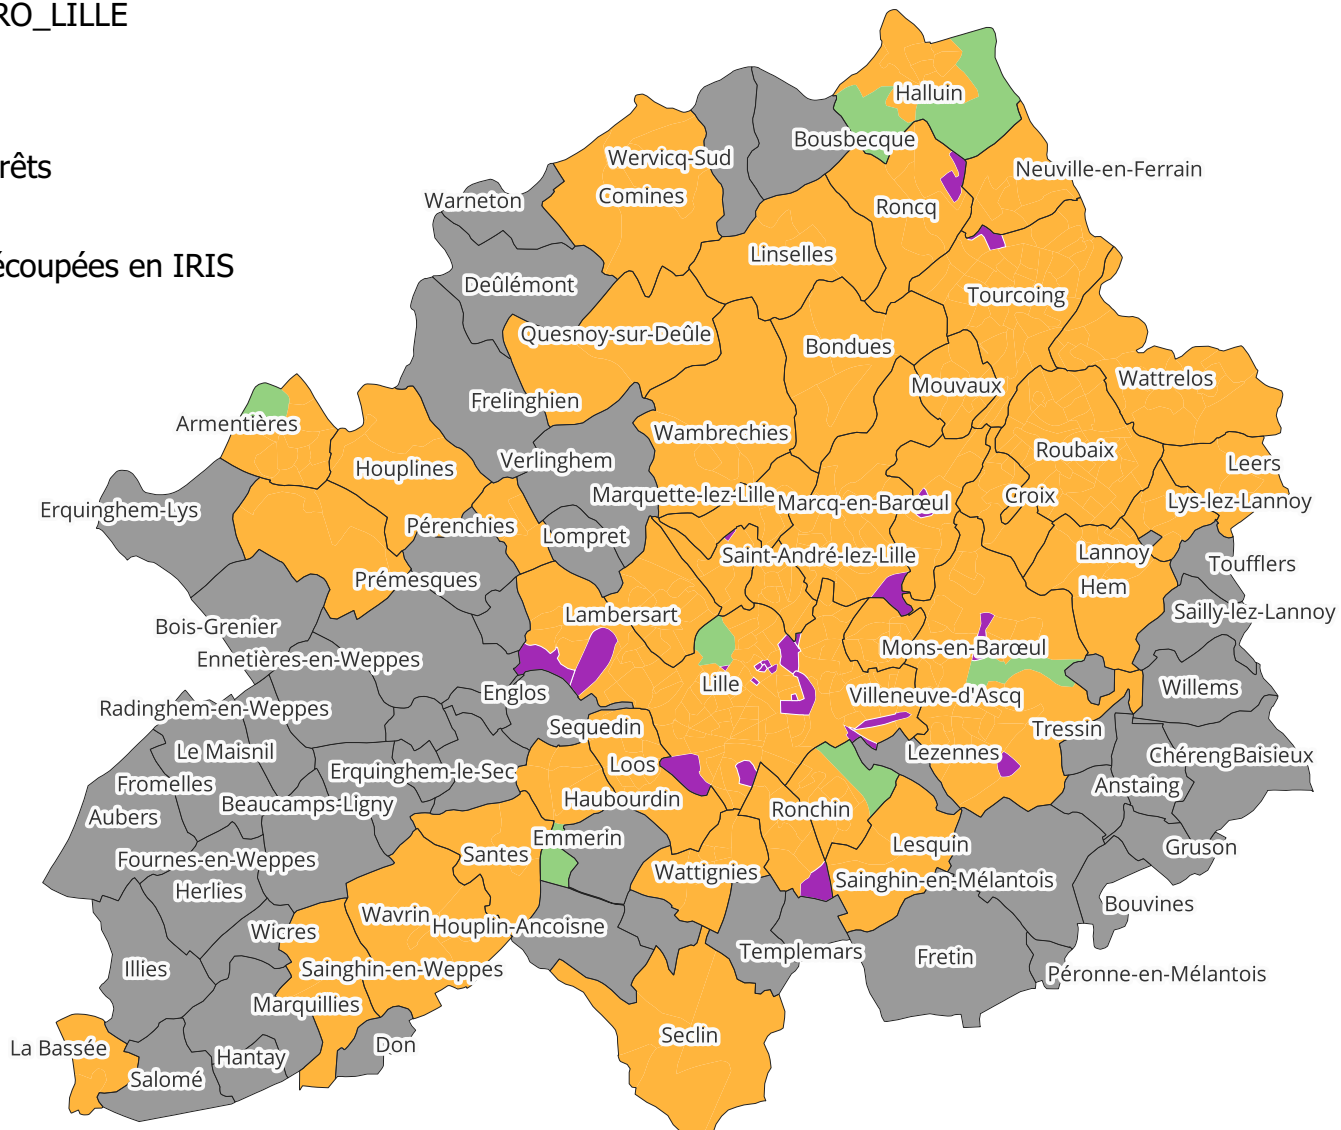 RO_LILLE
rêts
écoupées en IRIS
Halluin
Bousbecque
Wervicq-Sud
Neuville-en-Ferrain
Comines
Warneton
Roncq
Linselles
Deûlémont
Tourcoing
Quesnoy-sur-Deûle
Bondues
Wattrelos
Mouvaux
Frelinghien
Armentières
Wambrechies
Roubaix
Verlinghem
Leers
Houplines
Marquette-lez-Lille
Croix
Marcq-en-Barœul
Lys-lez-Lannoy
Erquinghem-Lys
Pérenchies
Lompret
Lannoy
Saint-André-lez-Lille
Toufflers
Prémesques
Hem
Sailly-lez-Lannoy
Lambersart
Bois-Grenier
Mons-en-Barœul
Ennetières-en-Weppes
Lille
Willems
Englos
Villeneuve-d'Ascq
Radinghem-en-Weppes
Sequedin
Tressin
Le Maisnil
Lezennes
Chéreng
Baisieux
Loos
Erquinghem-le-Sec
Fromelles
Anstaing
Haubourdin
Beaucamps-Ligny
Ronchin
Aubers
Emmerin
Lesquin
Gruson
Santes
Fournes-en-Weppes
Wattignies
Sainghin-en-Mélantois
Herlies
Bouvines
Wavrin
Houplin-Ancoisne
Wicres
Templemars
Fretin
Illies
Sainghin-en-Weppes
Péronne-en-Mélantois
Marquillies
Seclin
Don
La Bassée
Hantay
Salomé